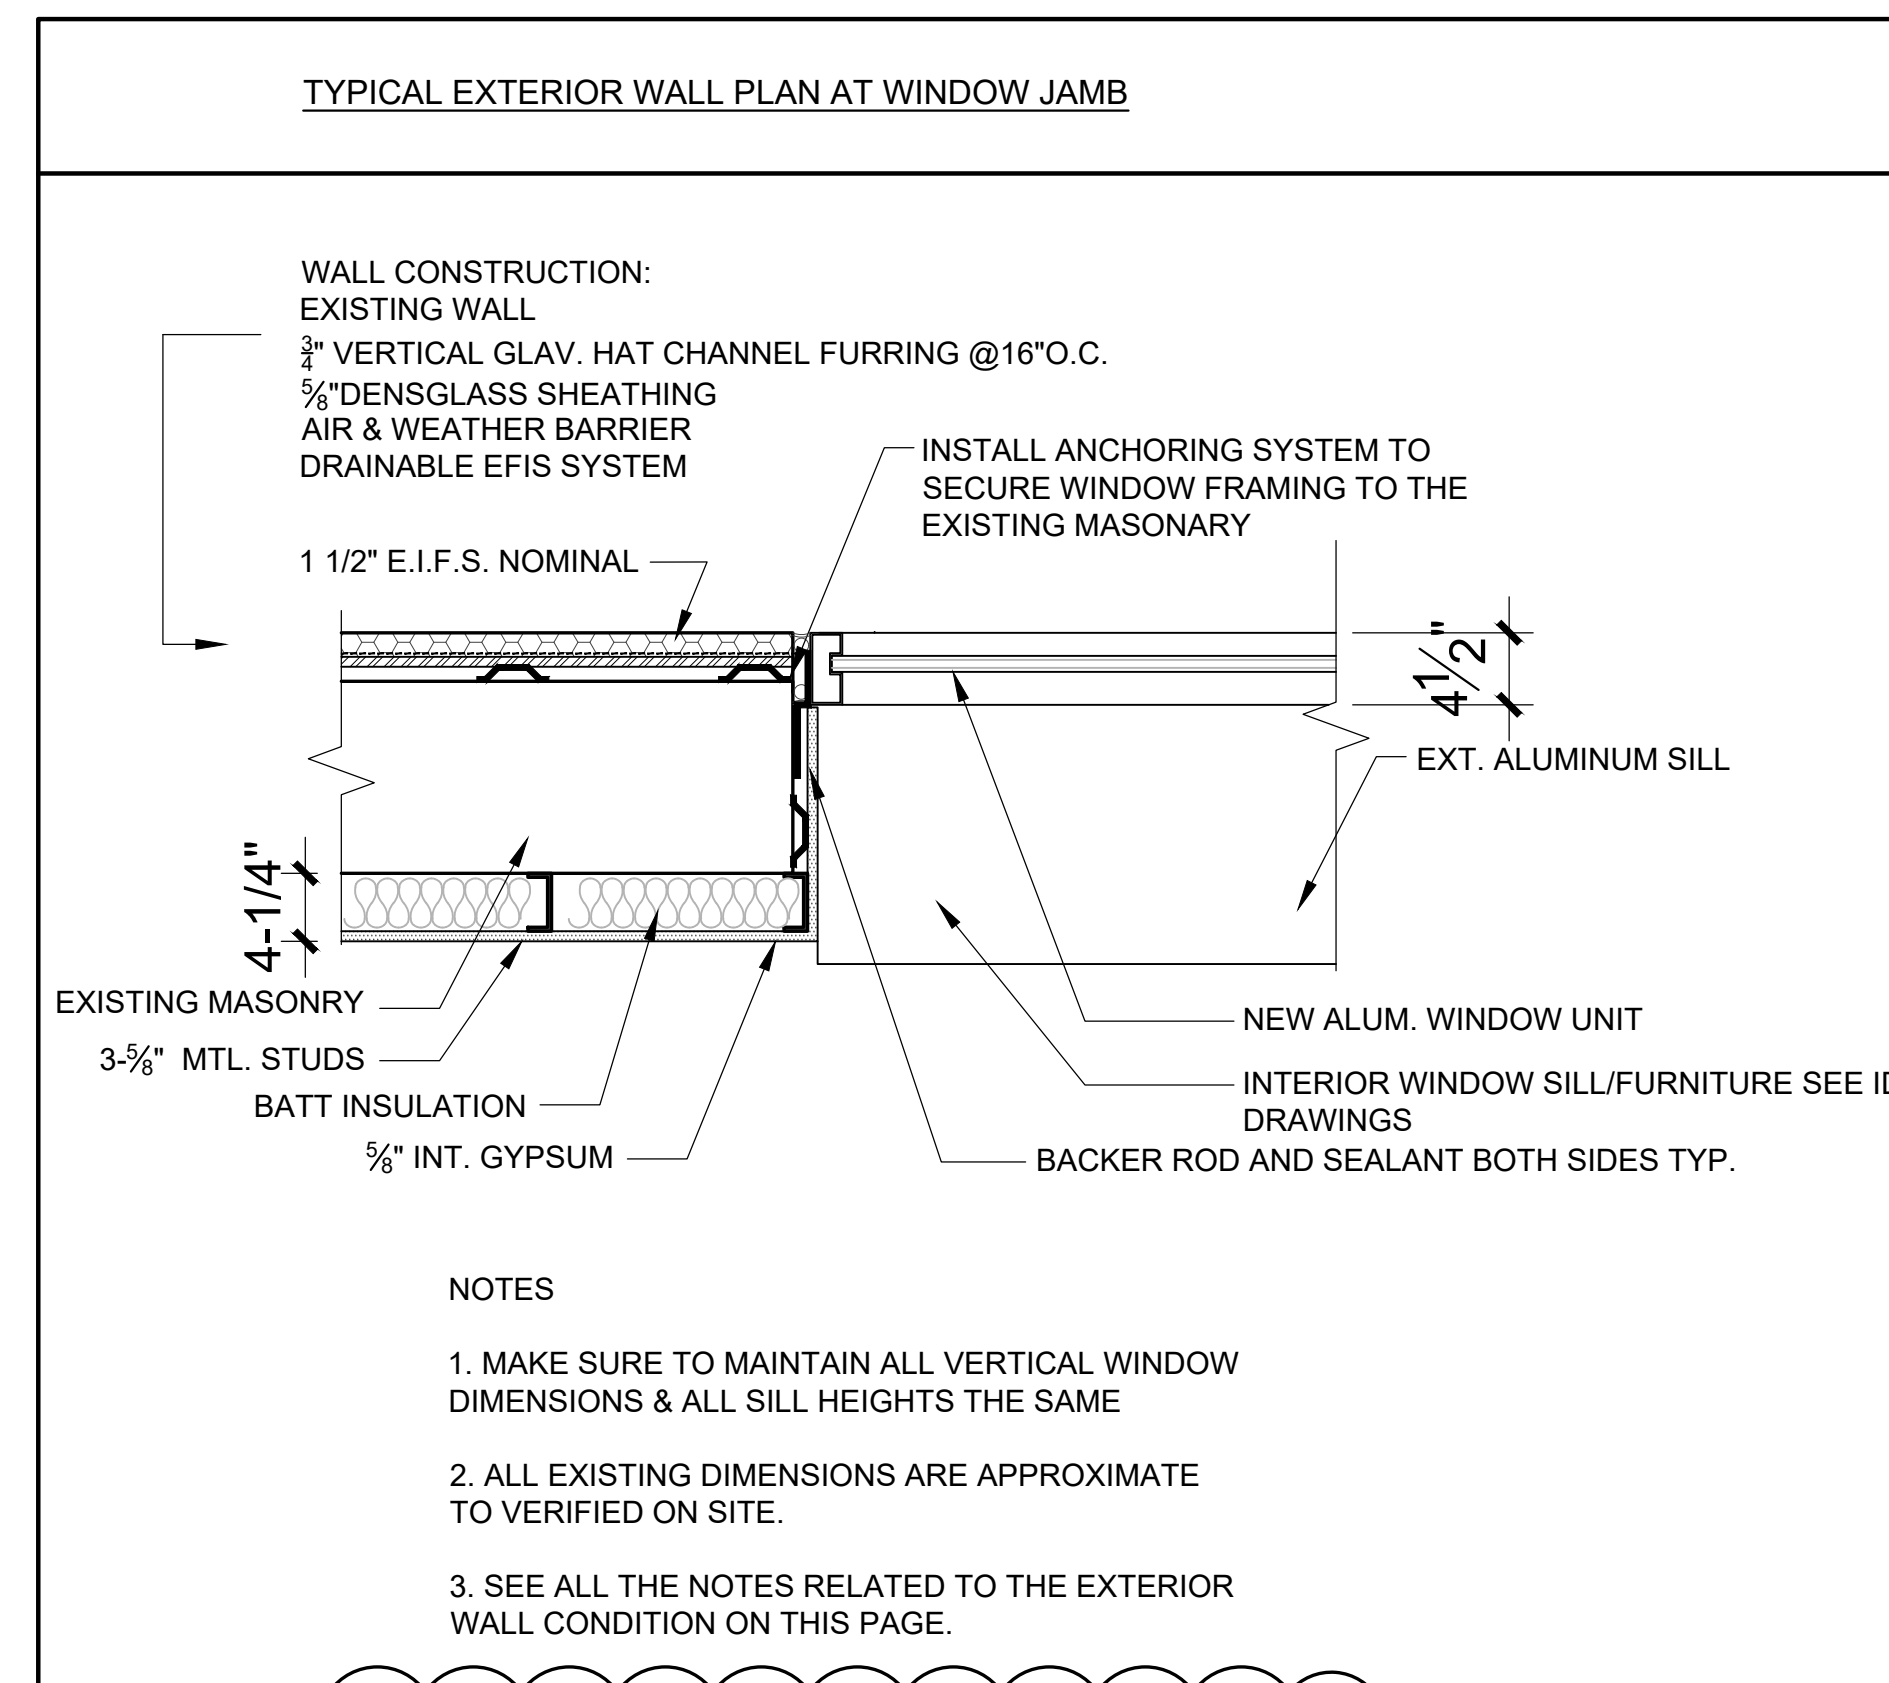 TYPICAL EXTERIOR WALL PLAN AT WINDOW JAMB
WALL CONSTRUCTION:
EXISTING WALL
3/4" VERTICAL GLAV. HAT CHANNEL FURRING @16"O.C.
5/8"DENSGLASS SHEATHING
AIR & WEATHER BARRIER
DRAINABLE EFIS SYSTEM
INSTALL ANCHORING SYSTEM TO
SECURE WINDOW FRAMING TO THE
EXISTING MASONARY
1 1/2" E.I.F.S. NOMINAL
4 1/2"
EXT. ALUMINUM SILL
4-1/4"
EXISTING MASONRY
3-5/8" MTL. STUDS
BATT INSULATION
5/8" INT. GYPSUM
NEW ALUM. WINDOW UNIT
INTERIOR WINDOW SILL/FURNITURE SEE
DRAWINGS
BACKER ROD AND SEALANT BOTH SIDES TYP.
NOTES
1. MAKE SURE TO MAINTAIN ALL VERTICAL WINDOW
DIMENSIONS & ALL SILL HEIGHTS THE SAME
2. ALL EXISTING DIMENSIONS ARE APPROXIMATE
TO VERIFIED ON SITE.
3. SEE ALL THE NOTES RELATED TO THE EXTERIOR
WALL CONDITION ON THIS PAGE.